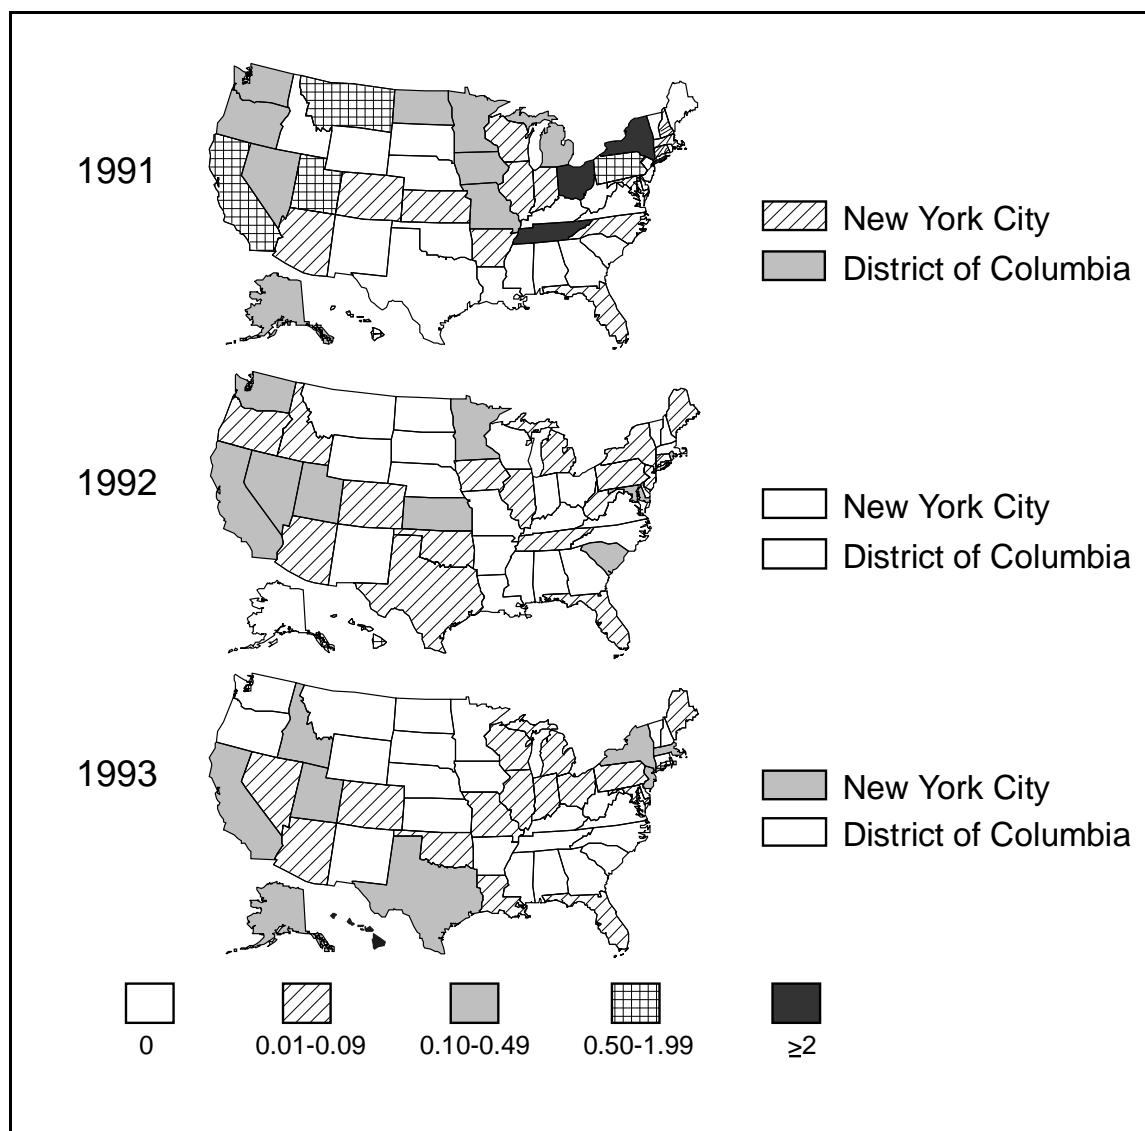 1991
New York City
District of Columbia
1992
New York City
District of Columbia
1993
New York City
District of Columbia
0
0.01-0.09
0.10-0.49
0.50-1.99
≥2